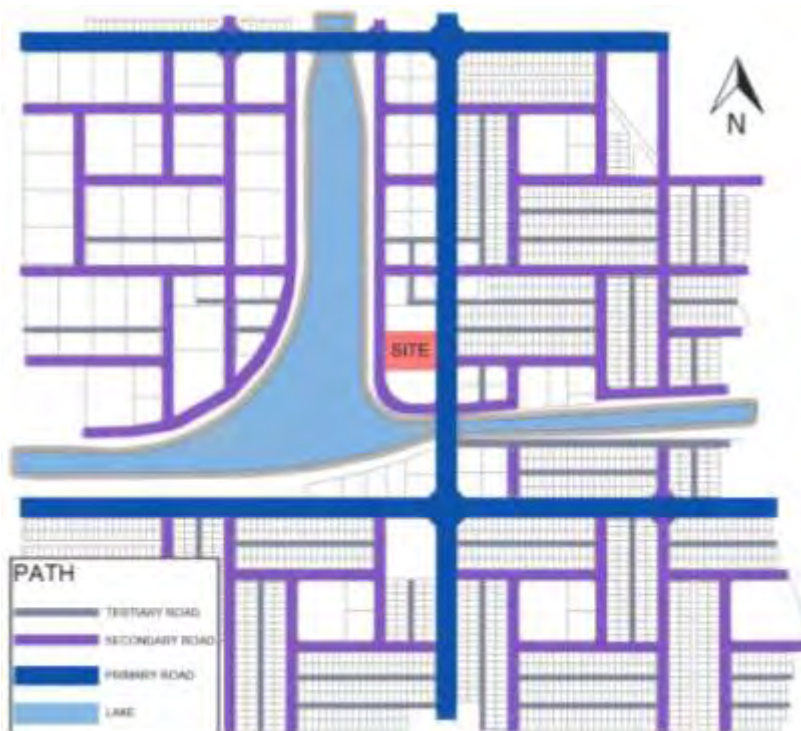 N
SITE
PATH
TERTIARY ROAD
SECONDARY ROAD
PRIMARY ROAD
LAKE